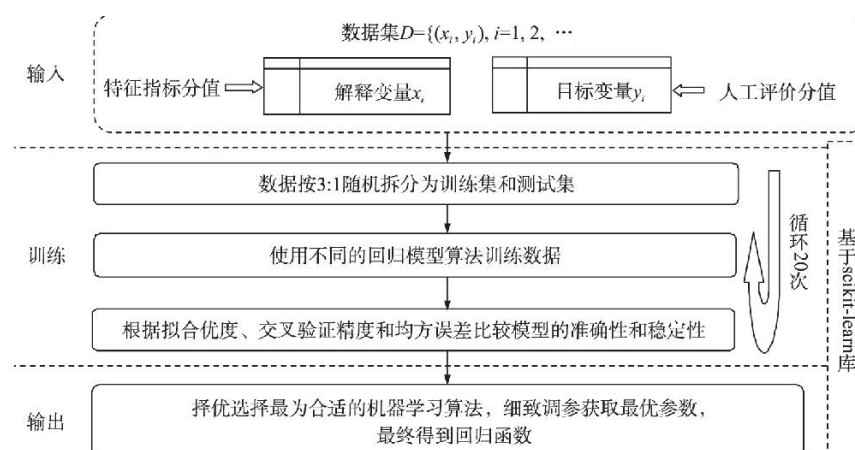 数据集D={(xi, yi), i=1, 2, …
输入
特征指标分值
解释变量xi
目标变量yi
人工评价分值
数据按3:1随机拆分为训练集和测试集
训练
使用不同的回归模型算法训练数据
循环20次
基于scikit-learn库
根据拟合优度、交叉验证精度和均方误差比较模型的准确性和稳定性
输出
择优选择最为合适的机器学习算法，细致调参获取最优参数，
最终得到回归函数